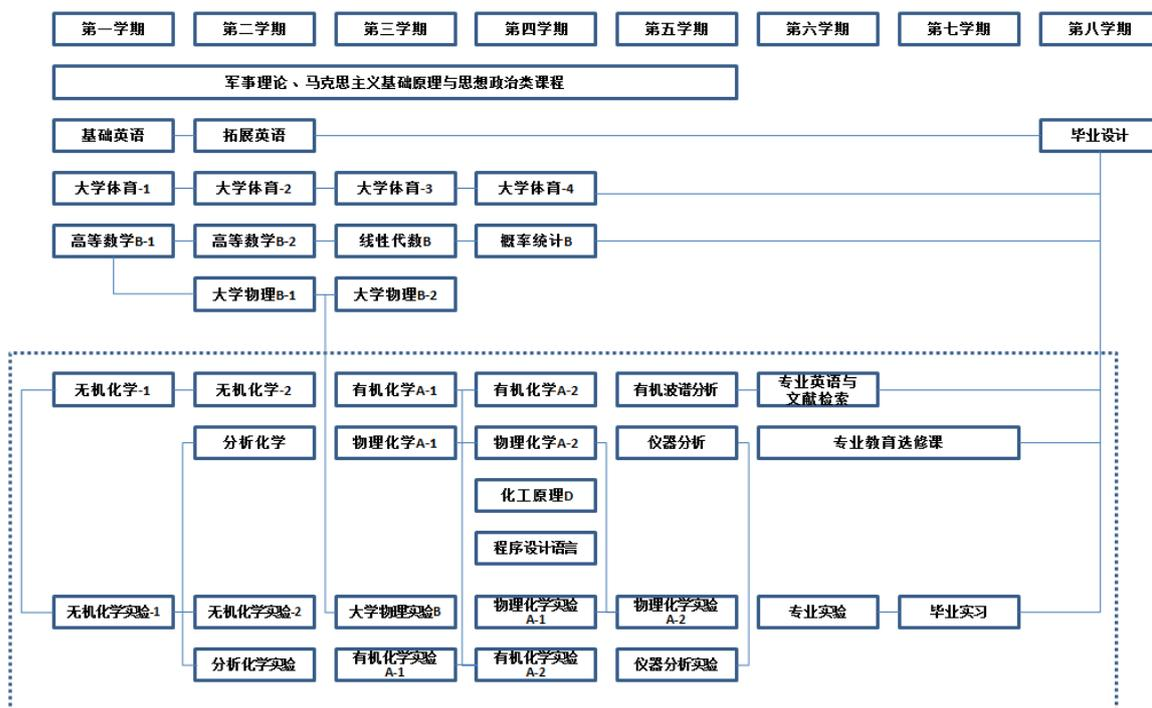 第一学期 第二学期 第三学期 第四学期 第五学期 第六学期 第七学期 第八学期
军事理论、马克思主义基础原理与思想政治类课程
基础英语 拓展英语 毕业设计
大学体育-1 大学体育-2 大学体育-3 大学体育-4
高等数学B-1 高等数学B-2 线性代数B 概率统计B
大学物理B-1 大学物理B-2
无机化学-1 无机化学-2 有机化学A-1 有机化学A-2 有机波谱分析 专业英语与
文献检索
分析化学 物理化学A-1 物理化学A-2 仪器分析 专业教育选修课
化工原理D
程序设计语言
无机化学实验-1 无机化学实验-2 大学物理实验B 物理化学实验
A-1 物理化学实验
A-2 专业实验 毕业实习
分析化学实验 有机化学实验
A-1 有机化学实验
A-2 仪器分析实验